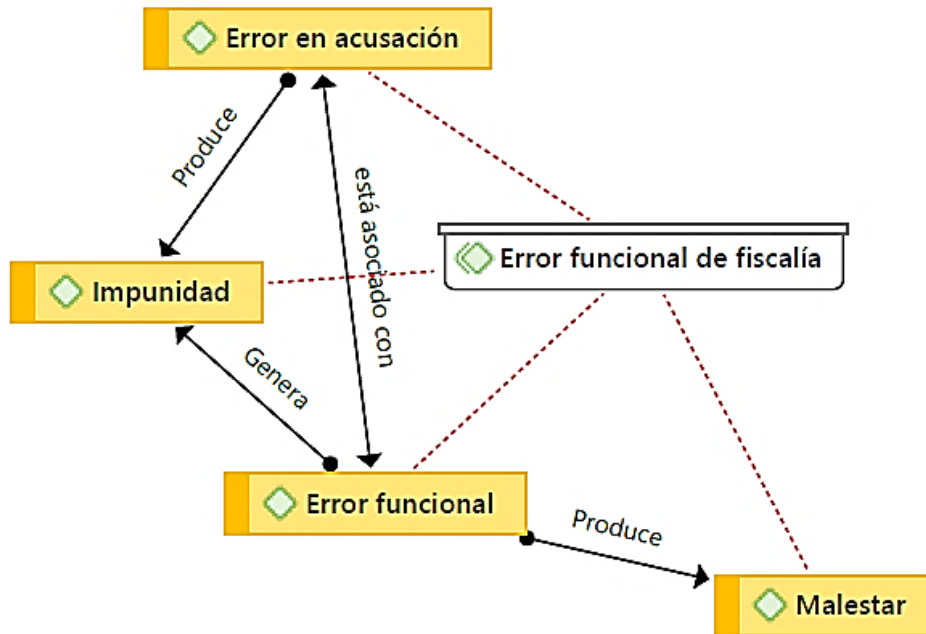 Error en acusación
Produce
está asociado con
Error funcional de fiscalía
Impunidad
Genera
Error funcional
Produce
Malestar